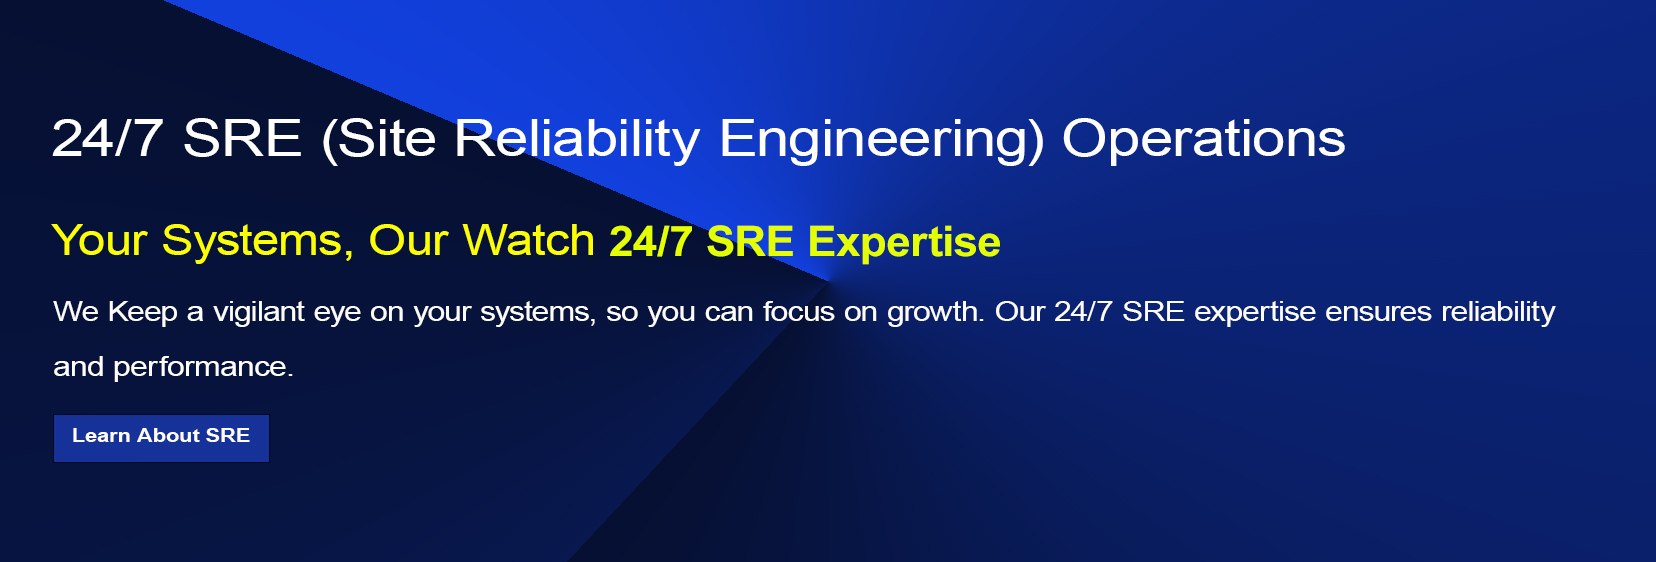 24/7 SRE (Site Reliability Engineering) Operations
Your Systems, Our Watch 24/7 SRE Expertise
We Keep a vigilant eye on your systems, so you can focus on growth. Our 24/7 SRE expertise ensures reliability
and performance.
Learn About SRE